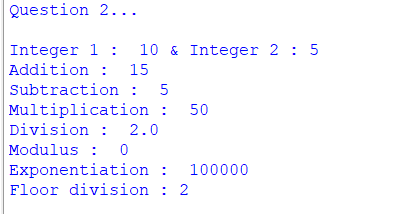 Question 2...
Integer 1 :  10 & Integer 2 : 5
Addition :  15
Subtraction :  5
Multiplication :  50
Division :  2.0
Modulus :  0
Exponentiation :  100000
Floor division : 2